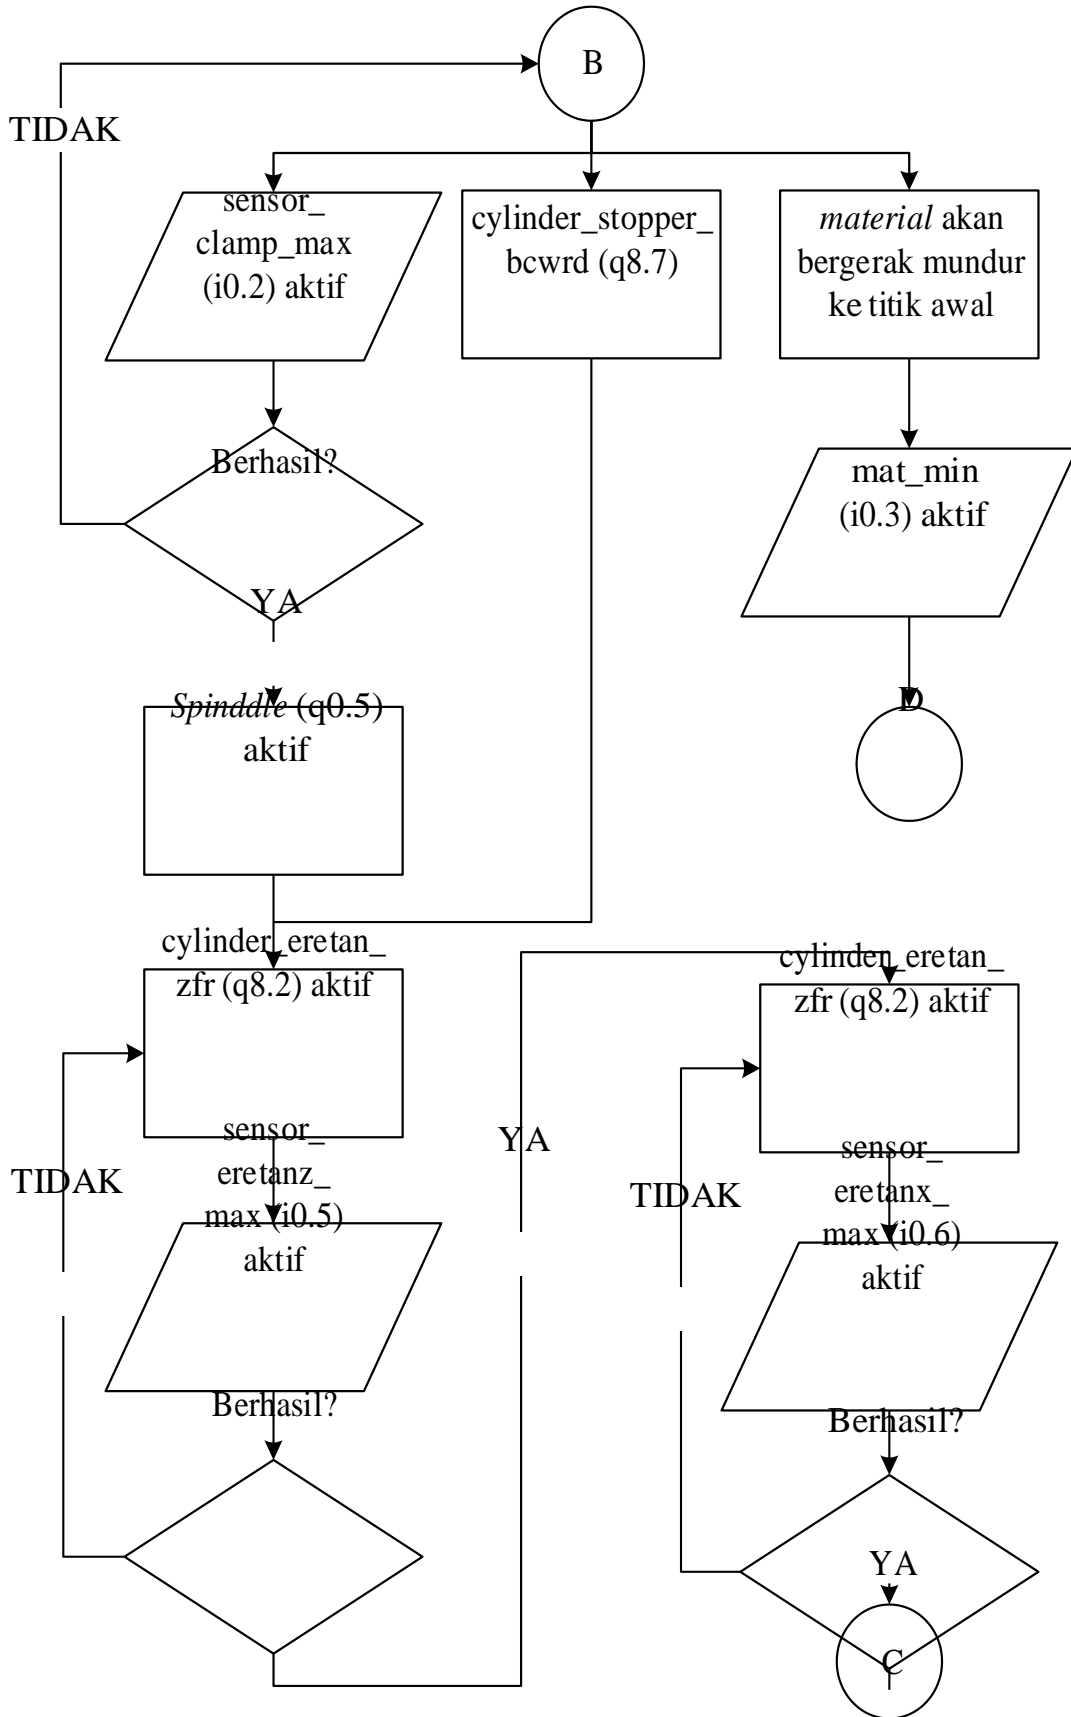 B
TIDAK
sensor_
clamp_max
(i0.2) aktif
cylinder_stopper_
bcwrd (q8.7)
material akan
bergerak mundur
ke titik awal
Berhasil?
YA
mat_min
(i0.3) aktif
D
Spinddle (q0.5)
aktif
cylinder_eretan_
zfr (q8.2) aktif
TIDAK
sensor_
eretanz_
max (i0.5)
aktif
Berhasil?
YA
cylinder_eretan_
zfr (q8.2) aktif
TIDAK
sensor_
eretanx_
max (i0.6)
aktif
Berhasil?
YA
C